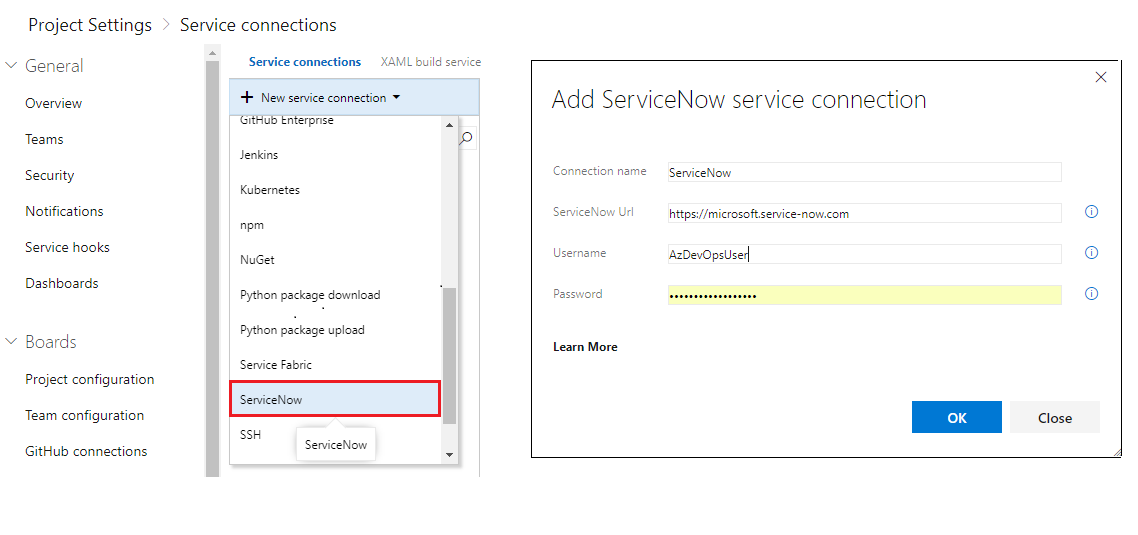 Project Settings > Service connections
General
Overview
Teams
Security
Notifications
Service hooks
Dashboards
Boards
Project configuration
Team configuration
GitHub connections
Service connections XAML build service
+ New service connection
GitHub Enterprise
Jenkins
Kubernetes
npm
NuGet
Python package download
Python package upload
Service Fabric
ServiceNow
SSH
ServiceNow
Add ServiceNow service connection
Connection name ServiceNow
ServiceNow Url https://microsoft.service-now.com
Username AzDevOpsUser
Password ••••••••••••••••••
Learn More
OK Close